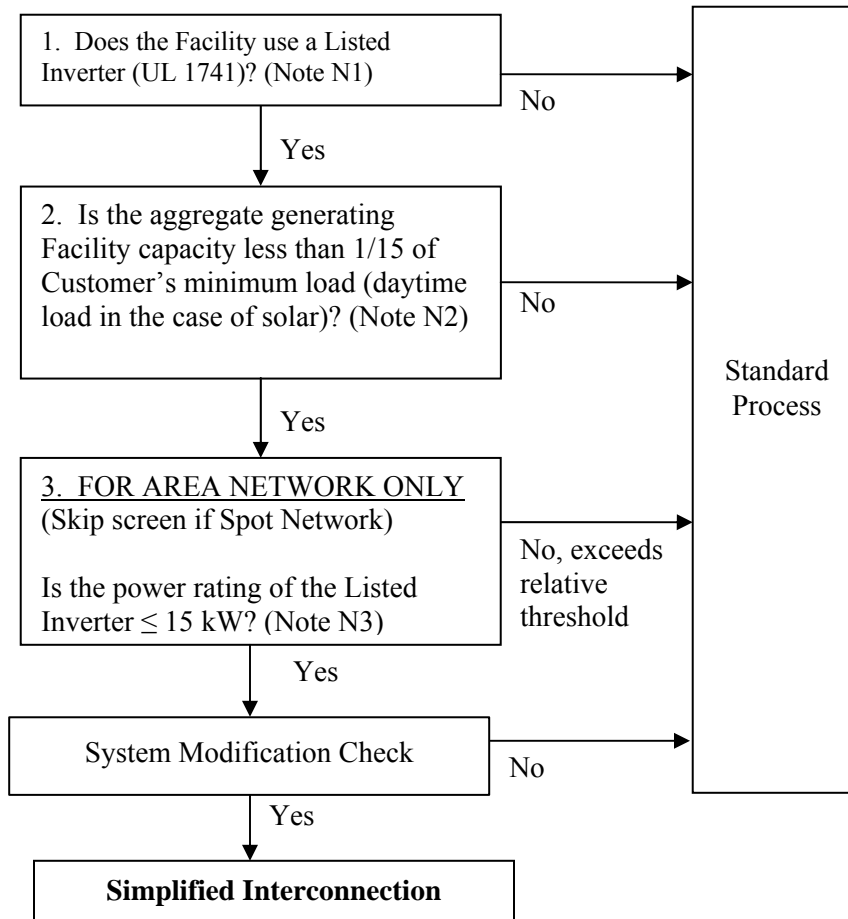 1. Does the Facility use a Listed
Inverter (UL 1741)? (Note N1)
No
Yes
2. Is the aggregate generating
Facility capacity less than 1/15 of
Customer’s minimum load (daytime
load in the case of solar)? (Note N2)
No
Standard
Process
Yes
3. FOR AREA NETWORK ONLY
(Skip screen if Spot Network)
Is the power rating of the Listed
Inverter ≤ 15 kW? (Note N3)
No, exceeds
relative
threshold
Yes
System Modification Check
No
Yes
Simplified Interconnection